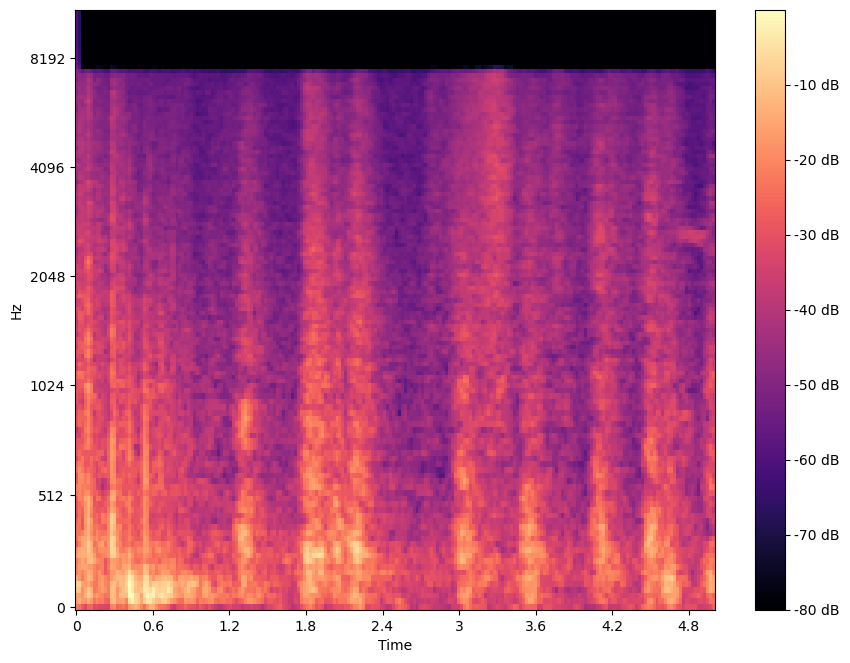 8192
4096
2048
1024
512
0
Hz
0 0.6 1.2 1.8 2.4 3 3.6 4.2 4.8
Time
-10 dB
-20 dB
-30 dB
-40 dB
-50 dB
-60 dB
-70 dB
-80 dB